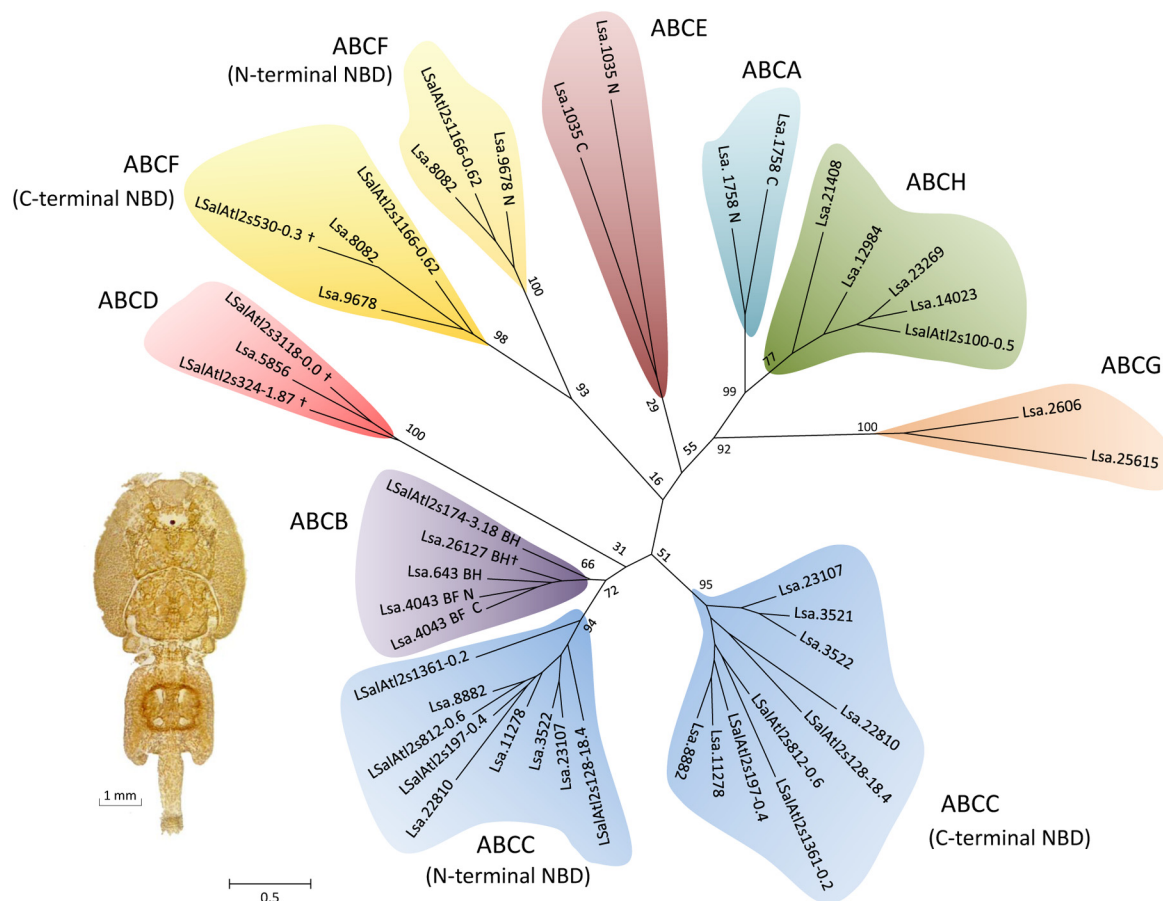 ABCF
(N-terminal NBD)
LSalAtl2s1166-0.62
Lsa.8082
Lsa.9678 N
100
ABCE
Lsa.1035 N
Lsa.1035 C
29
ABCA
Lsa. 1758 N
Lsa.1758 C
ABCH
Lsa.21408
Lsa.12984
Lsa.23269
Lsa.14023
LsalAtl2s100-0.5
77
99
ABCG
Lsa.2606
Lsa.25615
100
92
55
16
ABCF
(C-terminal NBD)
LSalAtl2s530-0.3 †
Lsa.8082
LSalAtl2s1166-0.62
Lsa.9678
98
93
ABCD
LSalAtl2s3118-0.0 †
Lsa.5856
LSalAtl2s324-1.87 †
100
ABCB
LSalAtl2s174-3.18 BH
Lsa.26127 BH†
Lsa.643 BH
Lsa.4043 BF N
Lsa.4043 BF C
66
31
72
51
94
95
LSalAtl2s1361-0.2
Lsa.8882
LSalAtl2s812-0.6
LSalAtl2s197-0.4
Lsa.22810
Lsa.11278
Lsa.3522
Lsa.23107
LSalAtl2s128-18.4
ABCC
(N-terminal NBD)
Lsa.23107
Lsa.3521
Lsa.3522
Lsa.22810
LSalAtl2s128-18.4
LSalAtl2s812-0.6
LSalAtl2s1361-0.2
LSalAtl2s197-0.4
Lsa.11278
Lsa.8882
ABCC
(C-terminal NBD)
1 mm
0.5